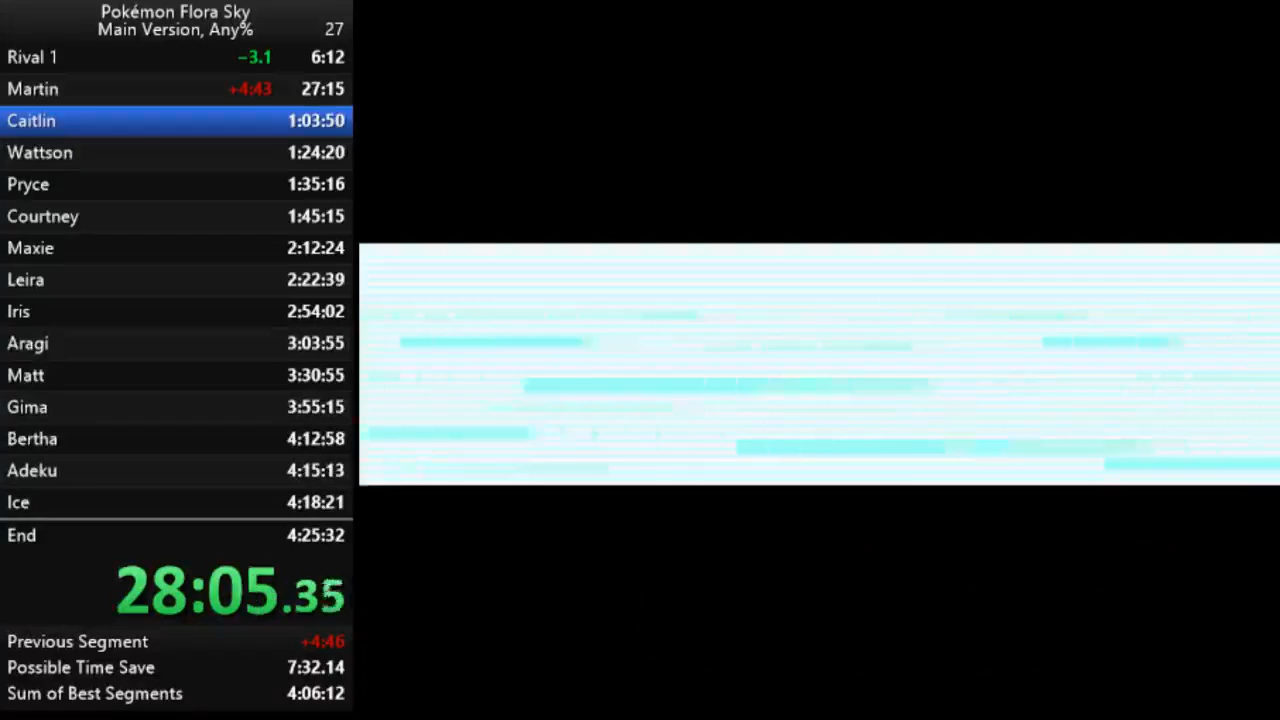 Pokémon Flora Sky
Main Version, Any% 27
Rival 1 −3.1 6:12
Martin +4:43 27:15
Caitlin 1:03:50
Wattson 1:24:20
Pryce 1:35:16
Courtney 1:45:15
Maxie 2:12:24
Leira 2:22:39
Iris 2:54:02
Aragi 3:03:55
Matt 3:30:55
Gima 3:55:15
Bertha 4:12:58
Adeku 4:15:13
Ice 4:18:21
End 4:25:32
28:05.35
Previous Segment +4:46
Possible Time Save 7:32.14
Sum of Best Segments 4:06:12